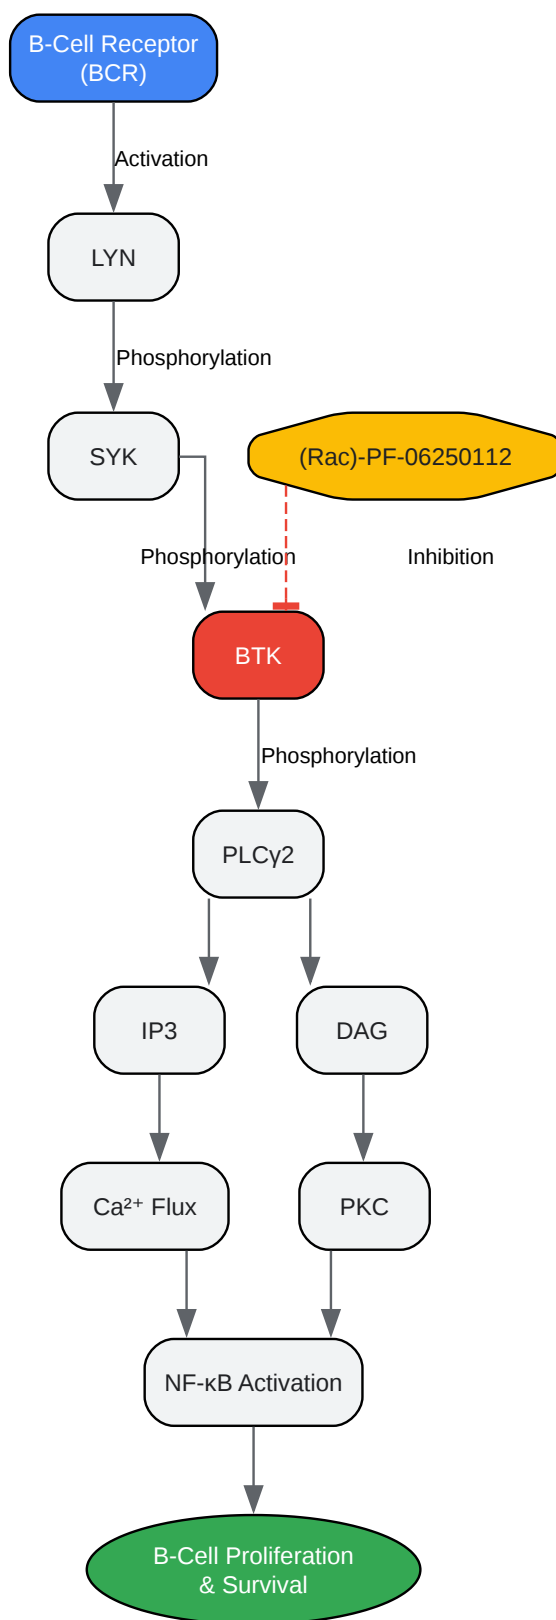 B-Cell Receptor
(BCR)
Activation
LYN
Phosphorylation
SYK
(Rac)-PF-06250112
Phosphorylation
Inhibition
BTK
Phosphorylation
PLCγ2
IP3
DAG
Ca²⁺ Flux
PKC
NF-κB Activation
B-Cell Proliferation
& Survival